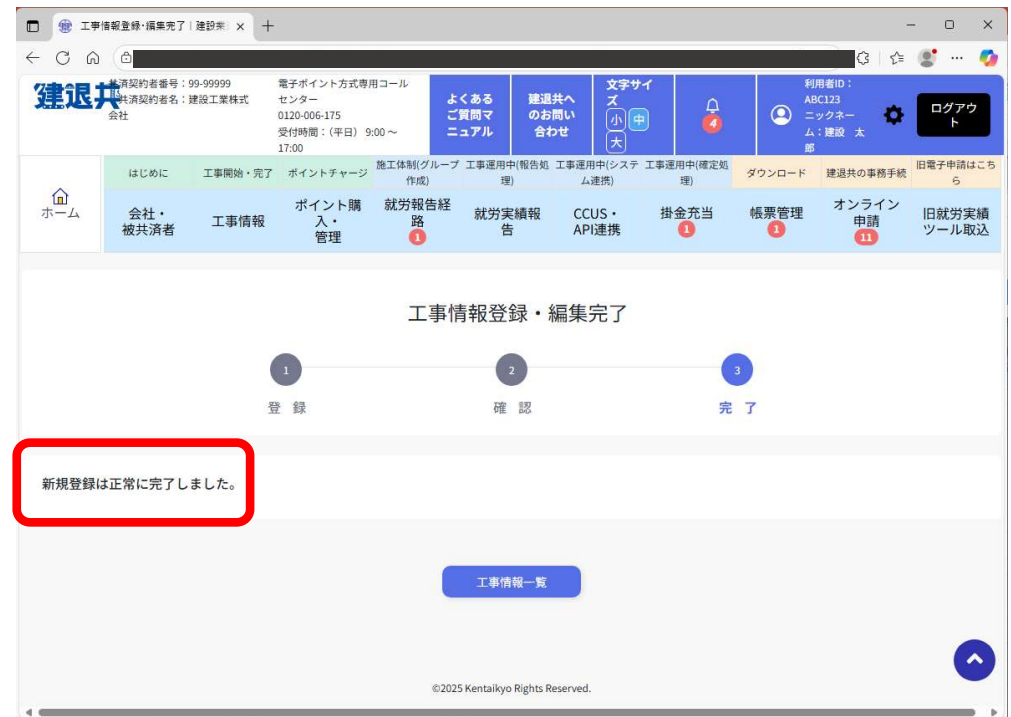 工事情報登録・編集完了 | 建設業
建退共
共済契約者番号：99-99999
共済契約者名：建設工業株式
会社
電子ポイント方式専用コール
センター
0120-006-175
受付時間：（平日） 9:00～
17:00
よくある
ご質問マ
ニュアル
建退共へ
のお問い
合わせ
文字サイ
ズ
小 中
大
4
利用者ID：
ABC123
ニックネー
ム：建設 太
郎
ログアウ
ト
ホーム
はじめに
工事開始・完了
ポイントチャージ
施工体制(グループ
作成)
工事運用中(報告処
理)
工事運用中(システ
ム連携)
工事運用中(確定処
理)
ダウンロード
建退共の事務手続
旧電子申請はこち
ら
会社・
被共済者
工事情報
ポイント購
入・
管理
就労報告経
路
1
就労実績報
告
CCUS・
API連携
掛金充当
1
帳票管理
1
オンライン
申請
11
旧就労実績
ツール取込
工事情報登録・編集完了
1
2
3
登 録
確 認
完 了
新規登録は正常に完了しました。
工事情報一覧
©2025 Kentaikyo Rights Reserved.